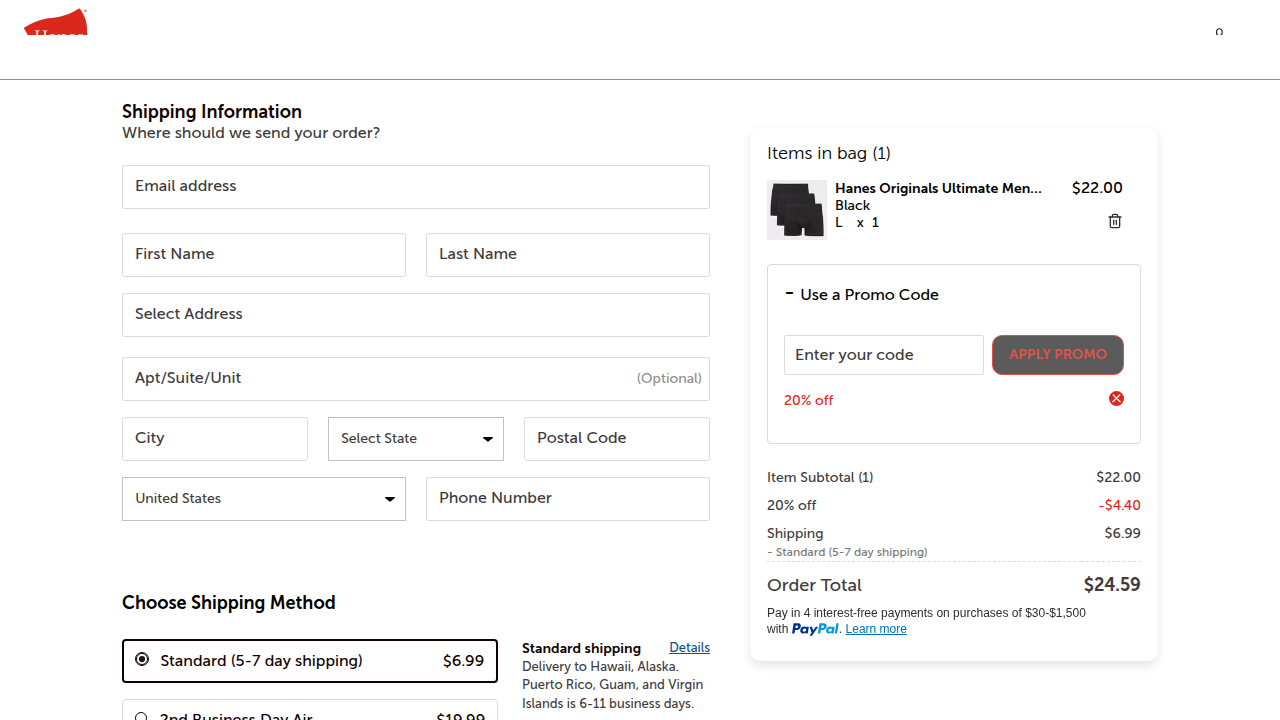 0
Shipping Information
Where should we send your order?
Email address
First Name
Last Name
Select Address
Apt/Suite/Unit
(Optional)
City
Select State
Postal Code
United States
Phone Number
Choose Shipping Method
Standard (5-7 day shipping)
$6.99
Standard shipping
Details
Delivery to Hawaii, Alaska.
Puerto Rico, Guam, and Virgin
Islands is 6-11 business days.
2nd Business Day Air
$19.99
Items in bag (1)
Hanes Originals Ultimate Men...
$22.00
Black
L x 1
- Use a Promo Code
Enter your code
APPLY PROMO
20% off
Item Subtotal (1)
$22.00
20% off
-$4.40
Shipping
$6.99
- Standard (5-7 day shipping)
Order Total
$24.59
Pay in 4 interest-free payments on purchases of $30-$1,500
with PayPal. Learn more